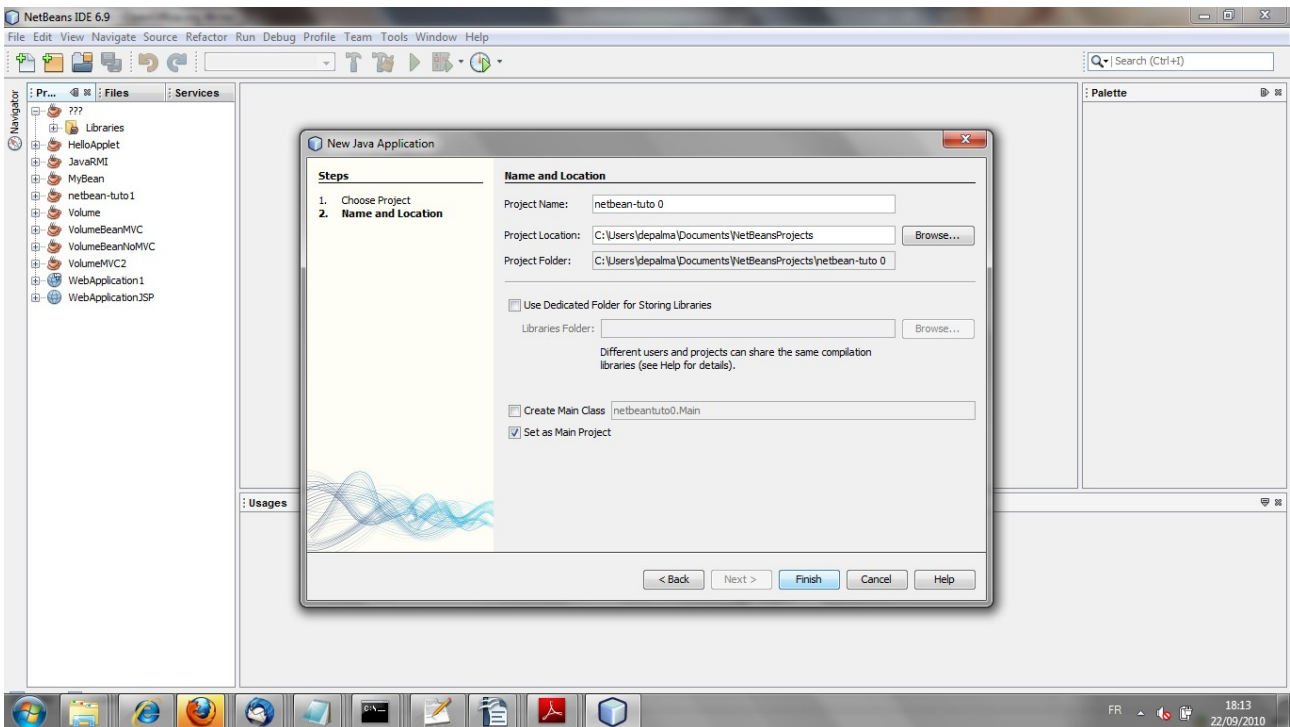 NetBeans IDE 6.9
File Edit View Navigate Source Refactor Run Debug Profile Team Tools Window Help
Search (Ctrl+I)
Navigator
Pr...
Files
Services
???
Libraries
HelloApplet
JavaRMI
MyBean
netbean-tuto1
Volume
VolumeBeanMVC
VolumeBeanNoMVC
VolumeMVC2
WebApplication1
WebApplicationJSP
Palette
New Java Application
Steps
1. Choose Project
2. Name and Location
Name and Location
Project Name: netbean-tuto 0
Project Location: C:\Users\depalma\Documents\NetBeansProjects Browse...
Project Folder: C:\Users\depalma\Documents\NetBeansProjects\netbean-tuto 0
Use Dedicated Folder for Storing Libraries
Libraries Folder: Browse...
Different users and projects can share the same compilation
libraries (see Help for details).
Create Main Class netbeantuto0.Main
Set as Main Project
< Back Next > Finish Cancel Help
Usages
FR
18:13
22/09/2010